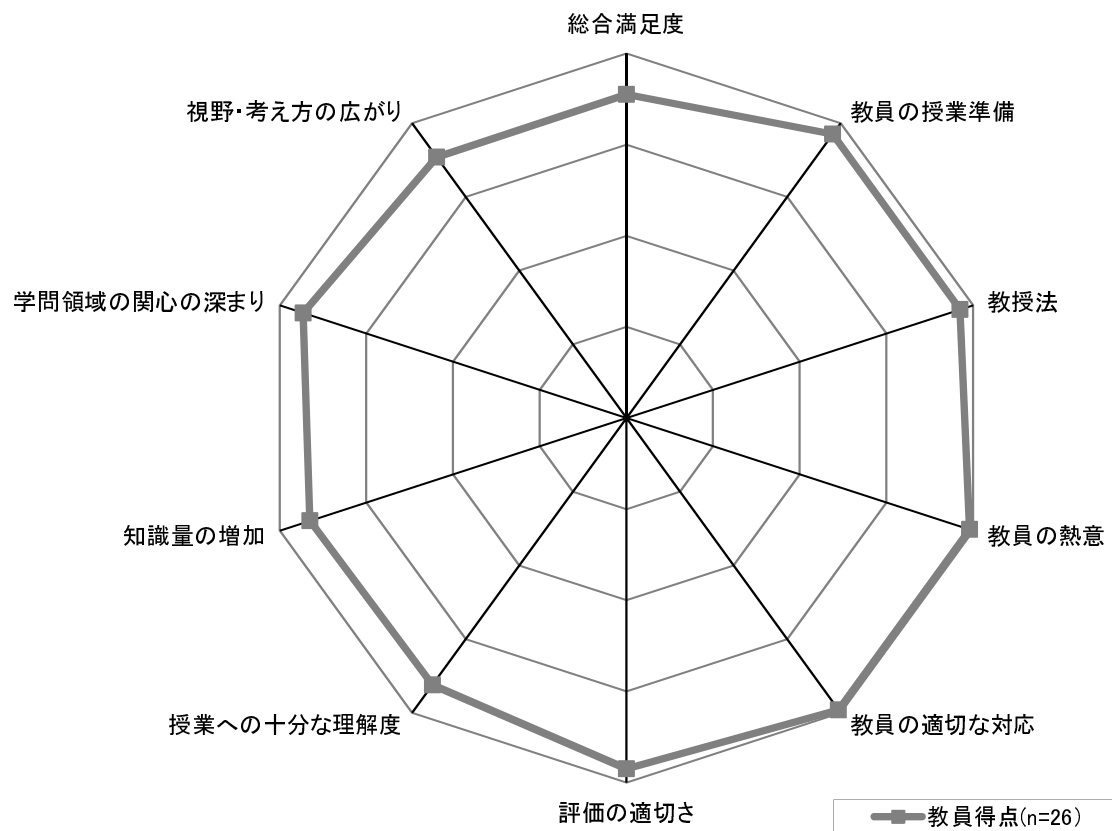 総合満足度
視野・考え方の広がり
教員の授業準備
学問領域の関心の深まり
教授法
知識量の増加
教員の熱意
授業への十分な理解度
教員の適切な対応
評価の適切さ
教員得点(n=26)